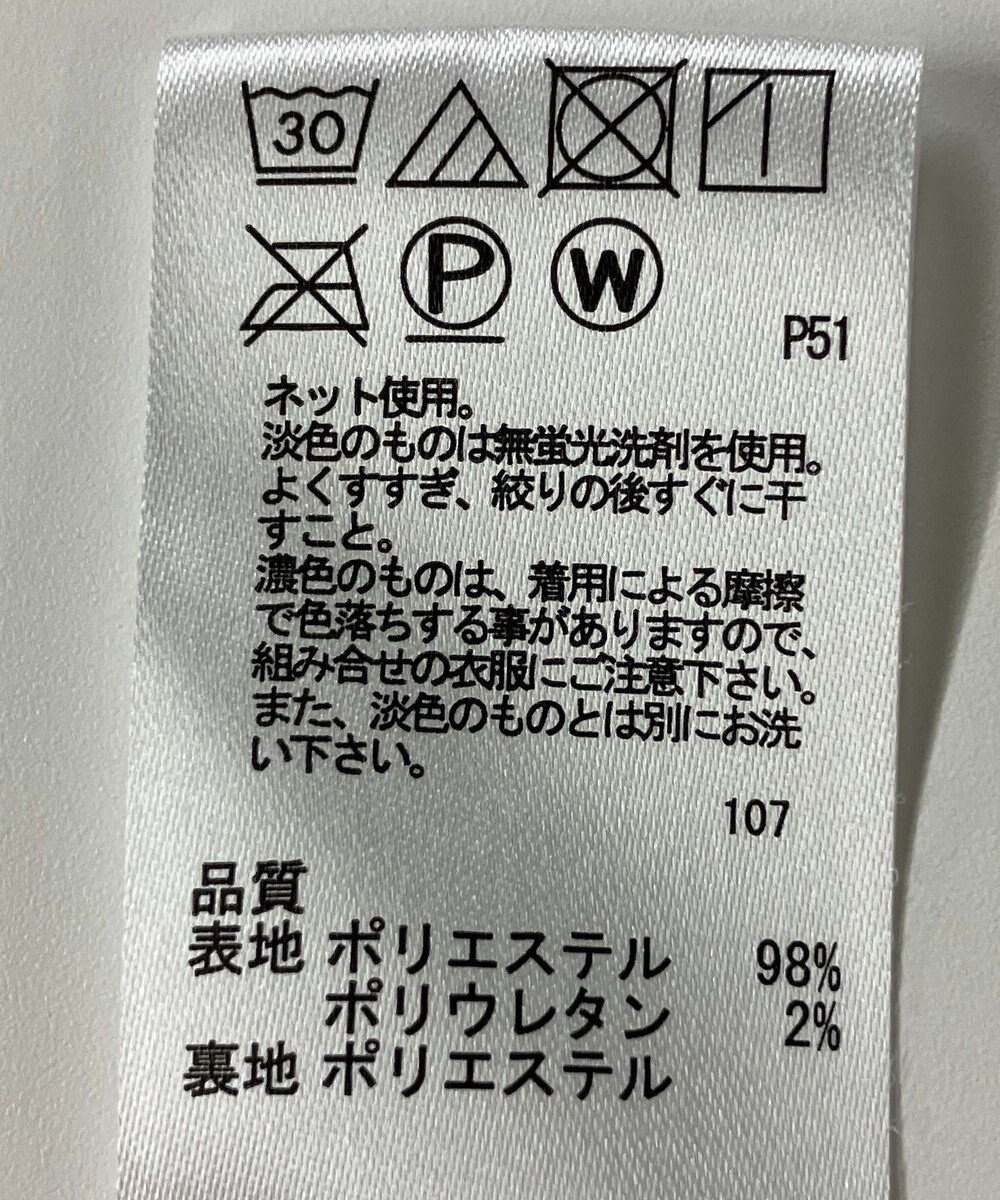 30
P W
P51
ネット使用。
淡色のものは無蛍光洗剤を使用。
よくすすぎ、絞りの後すぐに干
すこと。
濃色のものは、着用による摩擦
で色落ちする事がありますので、
組み合せの衣服にご注意下さい。
また、淡色のものとは別にお洗
い下さい。
107
品質
表地 ポリエステル 98%
ポリウレタン 2%
裏地 ポリエステル